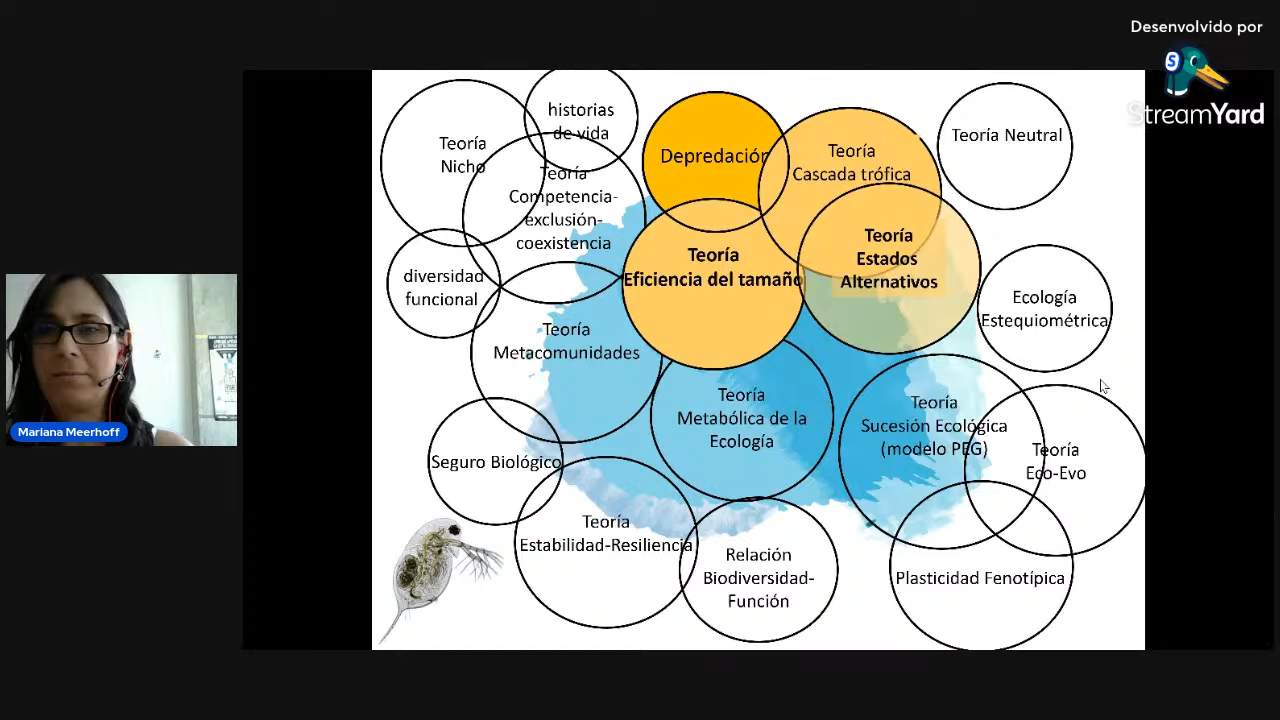 Desenvolvido por
StreamYard
historias
de vida
Teoría
Nicho
Teoría
Competencia-
exclusión-
coexistencia
Depredación
Teoría
Cascada trófica
Teoría Neutral
diversidad
funcional
Teoría
Eficiencia del tamaño
Teoría
Estados
Alternativos
Ecología
Estequiométrica
Teoría
Metacomunidades
Teoría
Metabólica de la
Ecología
Teoría
Sucesión Ecológica
(modelo PEG)
Teoría
Eco-Evo
Seguro Biológico
Teoría
Estabilidad-Resiliencia
Relación
Biodiversidad-
Función
Plasticidad Fenotípica
Mariana Meerhoff